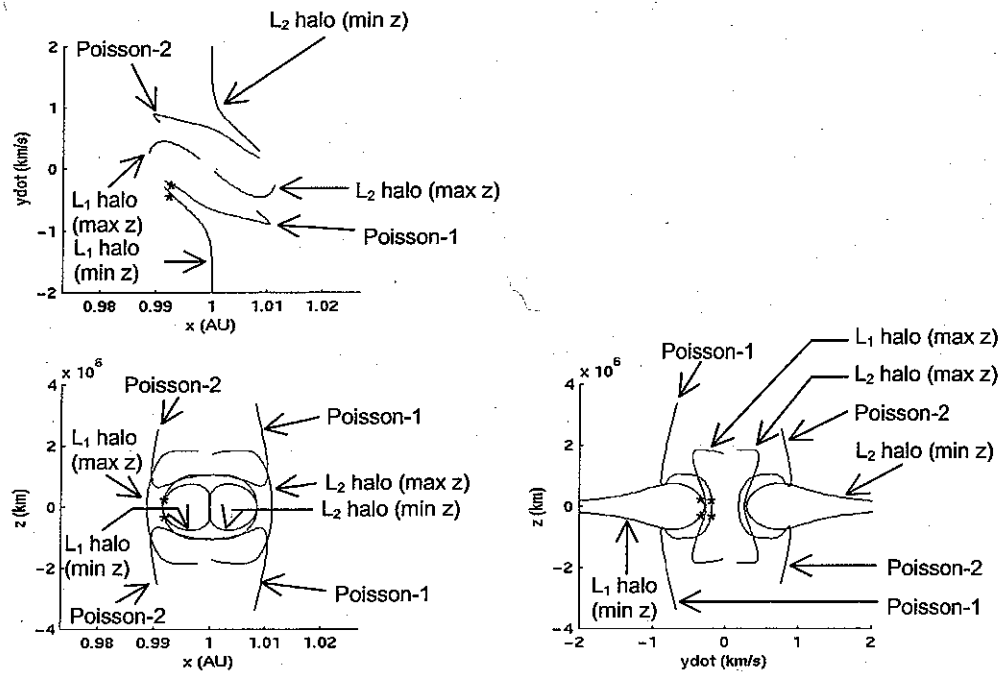 L₂ halo (min z)
Poisson-2
2
1
0
-1
-2
ydot (km/s)
L₁ halo
(max z)
L₁ halo
(min z)
L₂ halo (max z)
Poisson-1
0.98 0.99 1 1.01 1.02
x (AU)
x 10⁶
4
2
0
-2
-4
z (km)
Poisson-2
Poisson-1
L₁ halo
(max z)
L₂ halo (max z)
L₂ halo (min z)
L₁ halo
(min z)
Poisson-2
Poisson-1
0.98 0.99 1 1.01 1.02
x (AU)
x 10⁶
4
2
0
-2
-4
z (km)
Poisson-1
L₁ halo (max z)
L₂ halo (max z)
Poisson-2
L₂ halo (min z)
L₁ halo
(min z)
Poisson-2
Poisson-1
-2 -1 0 1 2
ydot (km/s)